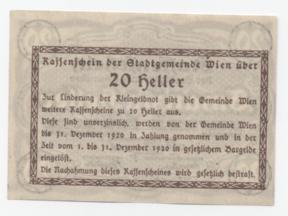 Kassenschein der Stadtgemeinde Wien über
20 Heller
Zur Linderung der Kleingeldnot gibt die Gemeinde Wien
weitere Kassenscheine zu 20 Heller aus.
Diese sind unverzinslich, werden von der Gemeinde Wien
bis 31. Dezember 1920 in Zahlung genommen und in der
Zeit vom 1. bis 31. Dezember 1920 in gesetzlichem Bargelde
eingelöst.
Die Nachahmung dieses Kassenscheines wird gesetzlich bestraft.